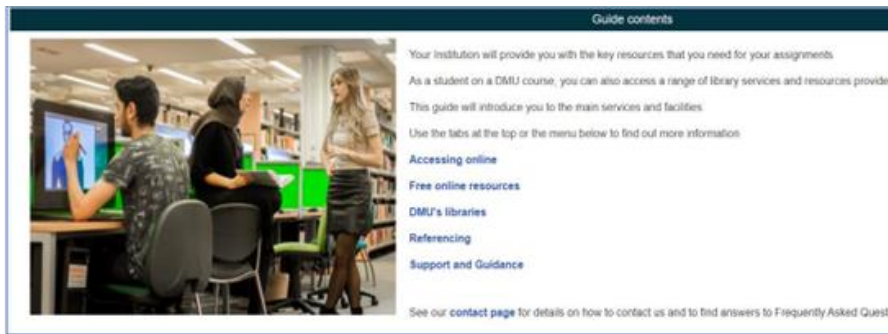 Guide contents
Your Institution will provide you with the key resources that you need for your assignments
As a student on a DMU course, you can also access a range of library services and resources provide
This guide will introduce you to the main services and facilities
Use the tabs at the top or the menu below to find out more information
Accessing online
Free online resources
DMU's libraries
Referencing
Support and Guidance
See our contact page for details on how to contact us and to find answers to Frequently Asked Quest